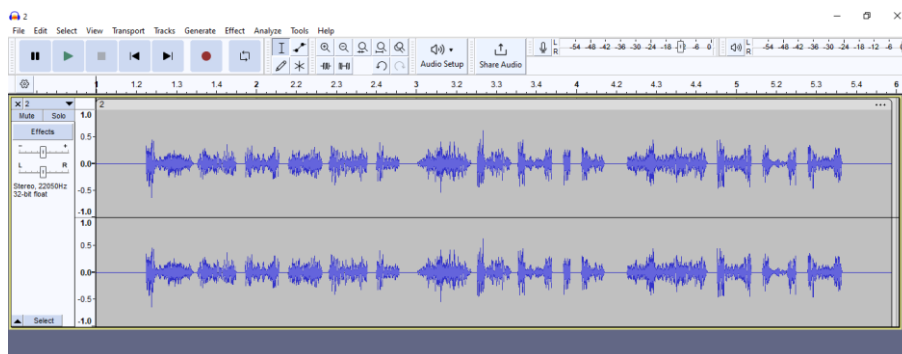 2
File Edit Select View Transport Tracks Generate Effect Analyze Tools Help
Audio Setup
Share Audio
L
R
-54 -48 -42 -36 -30 -24 -18 -6 0
L
R
-54 -48 -42 -36 -30 -24 -18 -12 -6
1 1.2 1.3 1.4 2 2.2 2.3 2.4 3 3.2 3.3 3.4 4 4.2 4.3 4.4 5 5.2 5.3 5.4 6
2
2
Mute Solo
Effects
- +
L R
Stereo, 22050Hz
32-bit float
Select
1.0
0.5
0.0
-0.5
-1.0
1.0
0.5
0.0
-0.5
-1.0